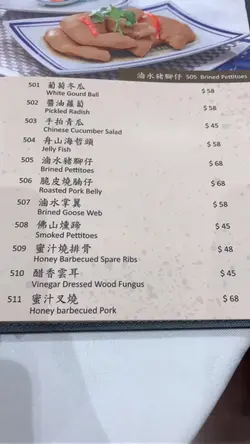 滷水豬腳仔 505 Brined Pettitoes
501 葡萄冬瓜 $ 58
White Gourd Ball
502 醬油蘿蔔 $ 58
Pickled Radish
503 手拍青瓜 $ 45
Chinese Cucumber Salad
504 舟山海哲頭 $ 58
Jelly Fish
505 滷水豬腳仔 $ 68
Brined Pettitoes
506 脆皮燒腩仔 $ 68
Roasted Pork Belly
507 滷水掌翼 $ 58
Brined Goose Web
508 佛山燻蹄 $ 45
Smoked Pettitoes
509 蜜汁燒排骨 $ 48
Honey Barbecued Spare Ribs
510 醋香雲耳 $ 45
Vinegar Dressed Wood Fungus
511 蜜汁叉燒 $ 68
Honey barbecued Pork